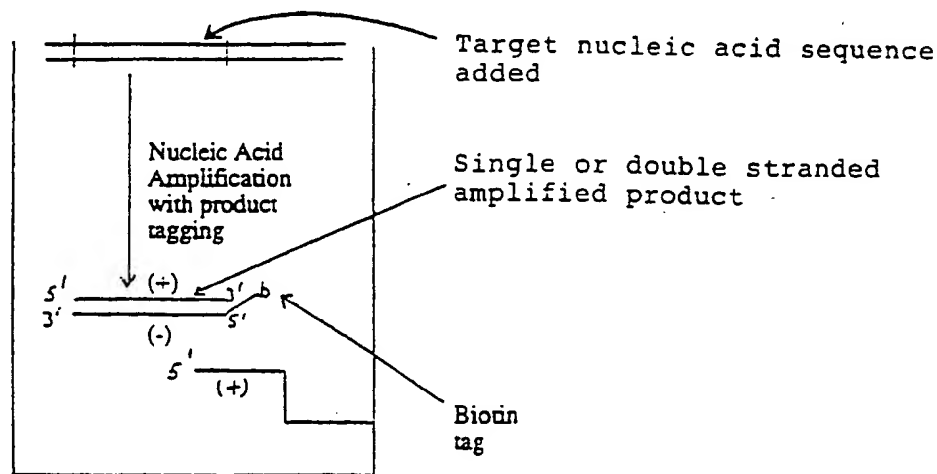 Target nucleic acid sequence
added
Nucleic Acid
Amplification
with product
tagging
Single or double stranded
amplified product
5' (+) 3' b
3' (-) 5'
5' (+)
Biotin
tag